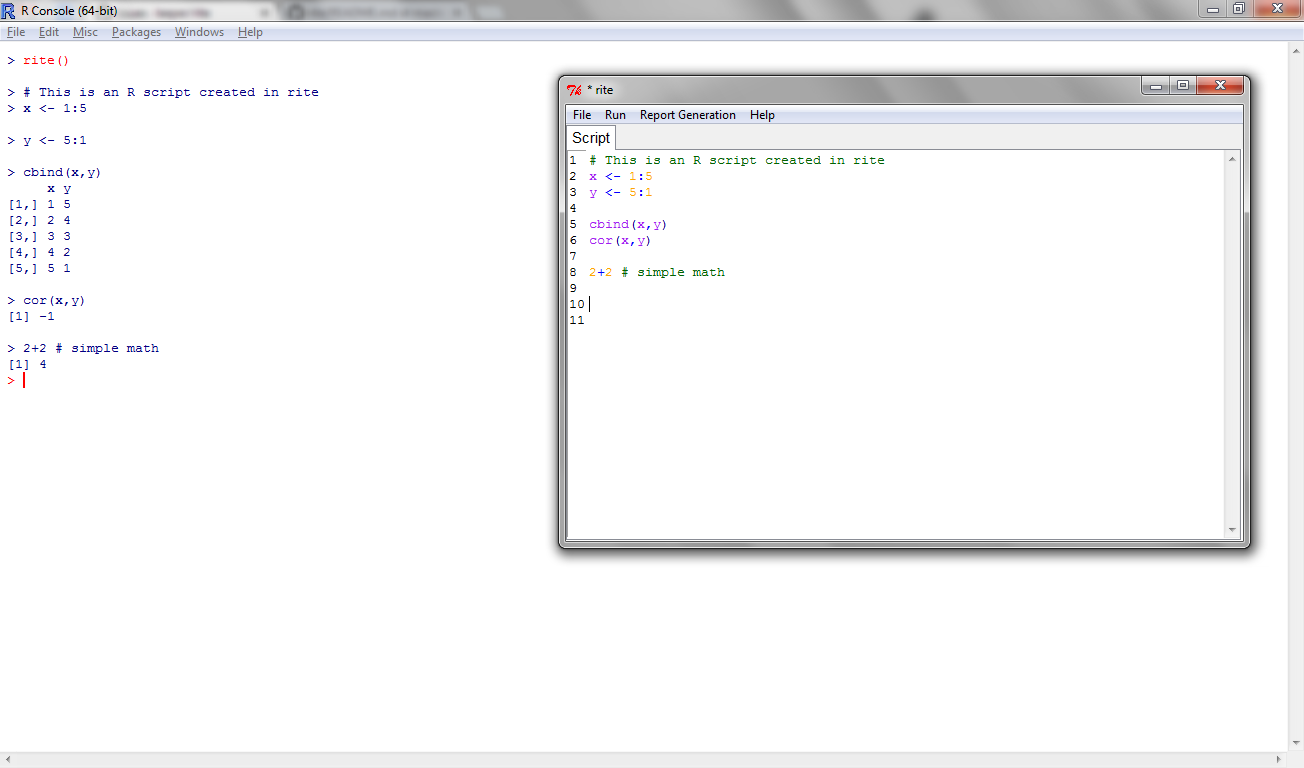 R Console (64-bit)
File Edit Misc Packages Windows Help
> rite()
> # This is an R script created in rite
> x <- 1:5
> y <- 5:1
> cbind(x,y)
x y
[1,] 1 5
[2,] 2 4
[3,] 3 3
[4,] 4 2
[5,] 5 1
> cor(x,y)
[1] -1
> 2+2 # simple math
[1] 4
>
* rite
File Run Report Generation Help
Script
1 # This is an R script created in rite
2 x <- 1:5
3 y <- 5:1
4
5 cbind(x,y)
6 cor(x,y)
7
8 2+2 # simple math
9
10
11